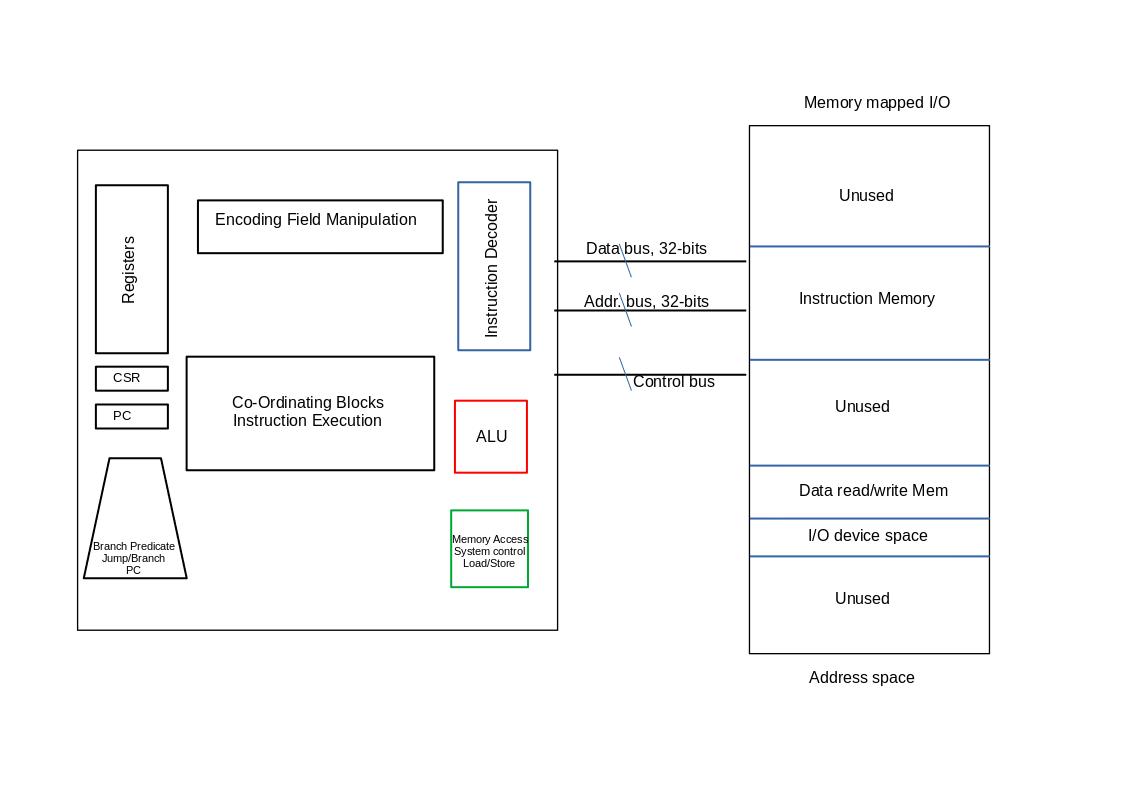 Memory mapped I/O
Registers
CSR
PC
Branch Predicate
Jump/Branch
PC
Encoding Field Manipulation
Co-Ordinating Blocks
Instruction Execution
Instruction Decoder
ALU
Memory Access
System control
Load/Store
Data bus, 32-bits
Addr. bus, 32-bits
Control bus
Unused
Instruction Memory
Unused
Data read/write Mem
I/O device space
Unused
Address space